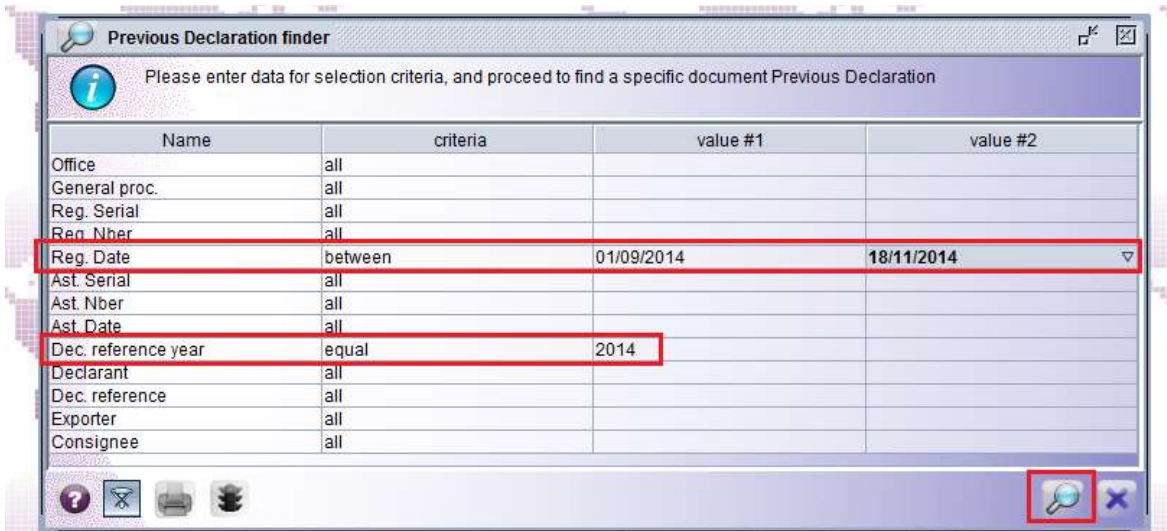 Previous Declaration finder
Please enter data for selection criteria, and proceed to find a specific document Previous Declaration
Name criteria value #1 value #2
Office all
General proc. all
Reg. Serial all
Reg. Nber all
Reg. Date between 01/09/2014 18/11/2014
Ast. Serial all
Ast. Nber all
Ast. Date all
Dec. reference year equal 2014
Declarant all
Dec. reference all
Exporter all
Consignee all